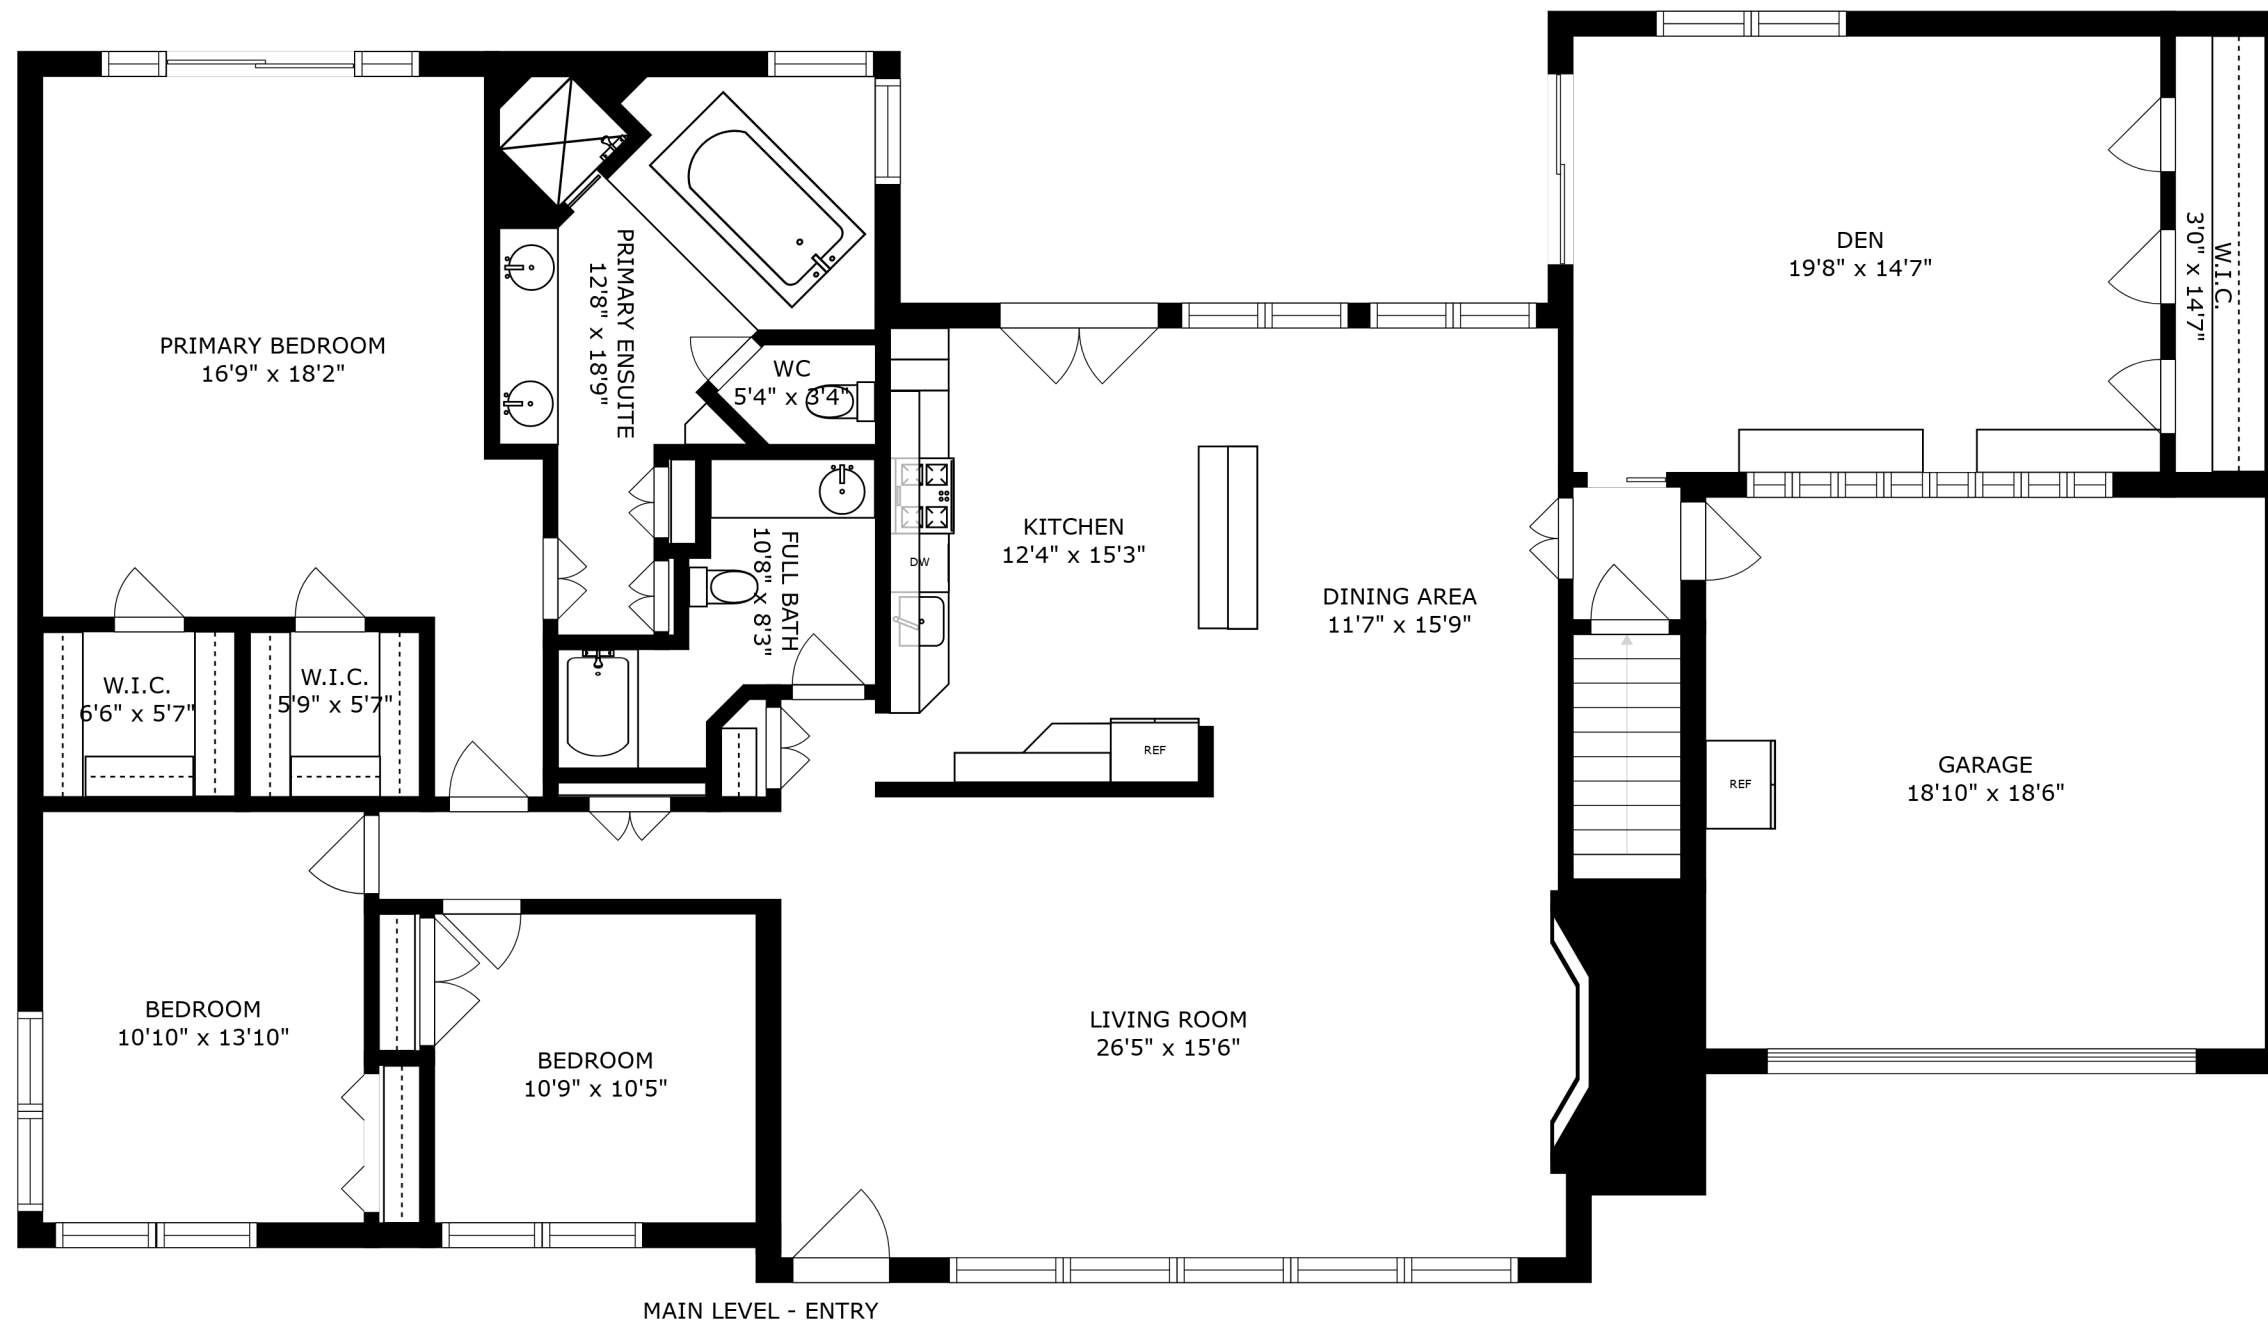 DEN
19'8" x 14'7"
W.I.C.
3'0" x 14'7"
PRIMARY BEDROOM
16'9" x 18'2"
PRIMARY ENSUITE
12'8" x 18'9"
WC
5'4" x 3'4"
KITCHEN
12'4" x 15'3"
DW
FULL BATH
10'8" x 8'3"
DINING AREA
11'7" x 15'9"
W.I.C.
6'6" x 5'7"
W.I.C.
5'9" x 5'7"
REF
REF
GARAGE
18'10" x 18'6"
BEDROOM
10'10" x 13'10"
BEDROOM
10'9" x 10'5"
LIVING ROOM
26'5" x 15'6"
MAIN LEVEL - ENTRY